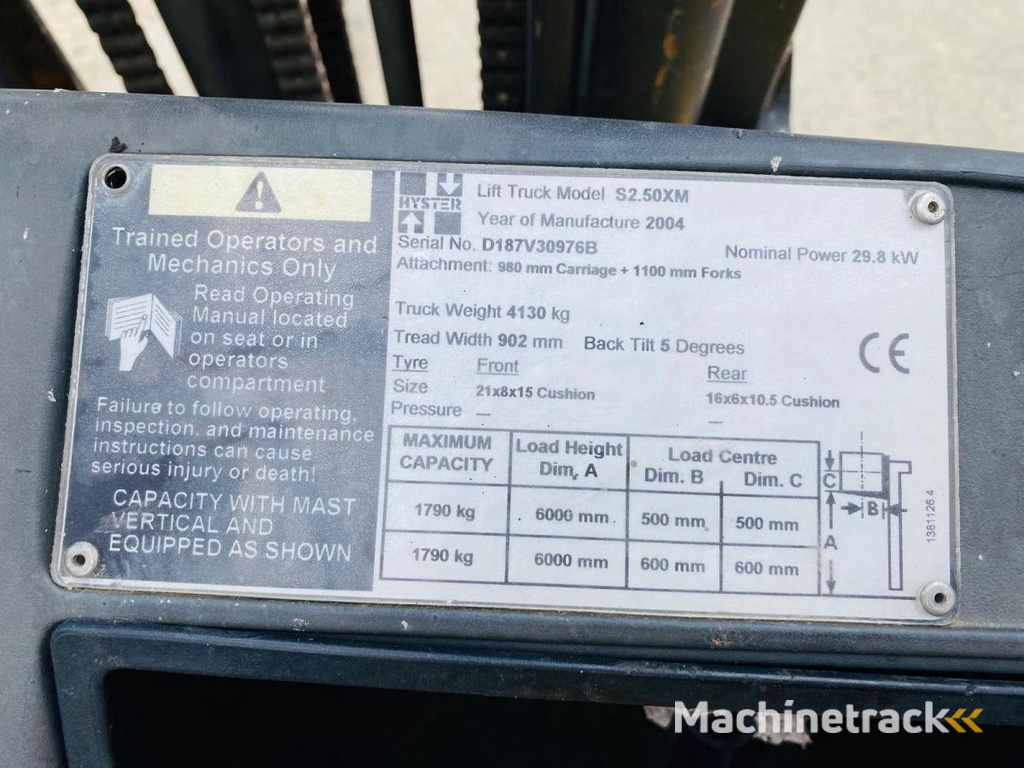 Trained Operators and
Mechanics Only
Read Operating
Manual located
on seat or in
operators
compartment
Failure to follow operating,
inspection, and maintenance
instructions can cause
serious injury or death!
CAPACITY WITH MAST
VERTICAL AND
EQUIPPED AS SHOWN
HYSTER
Lift Truck Model S2.50XM
Year of Manufacture 2004
Serial No. D187V30976B
Nominal Power 29.8 kW
Attachment: 980 mm Carriage + 1100 mm Forks
Truck Weight 4130 kg
Tread Width 902 mm Back Tilt 5 Degrees
CE
Tyre Front Rear
Size 21x8x15 Cushion 16x6x10.5 Cushion
Pressure — —
MAXIMUM CAPACITY Load Height Dim. A Load Centre Dim. B Dim. C
1790 kg 6000 mm 500 mm 500 mm
1790 kg 6000 mm 600 mm 600 mm
C
B
A
1381126 4
Machinetrack